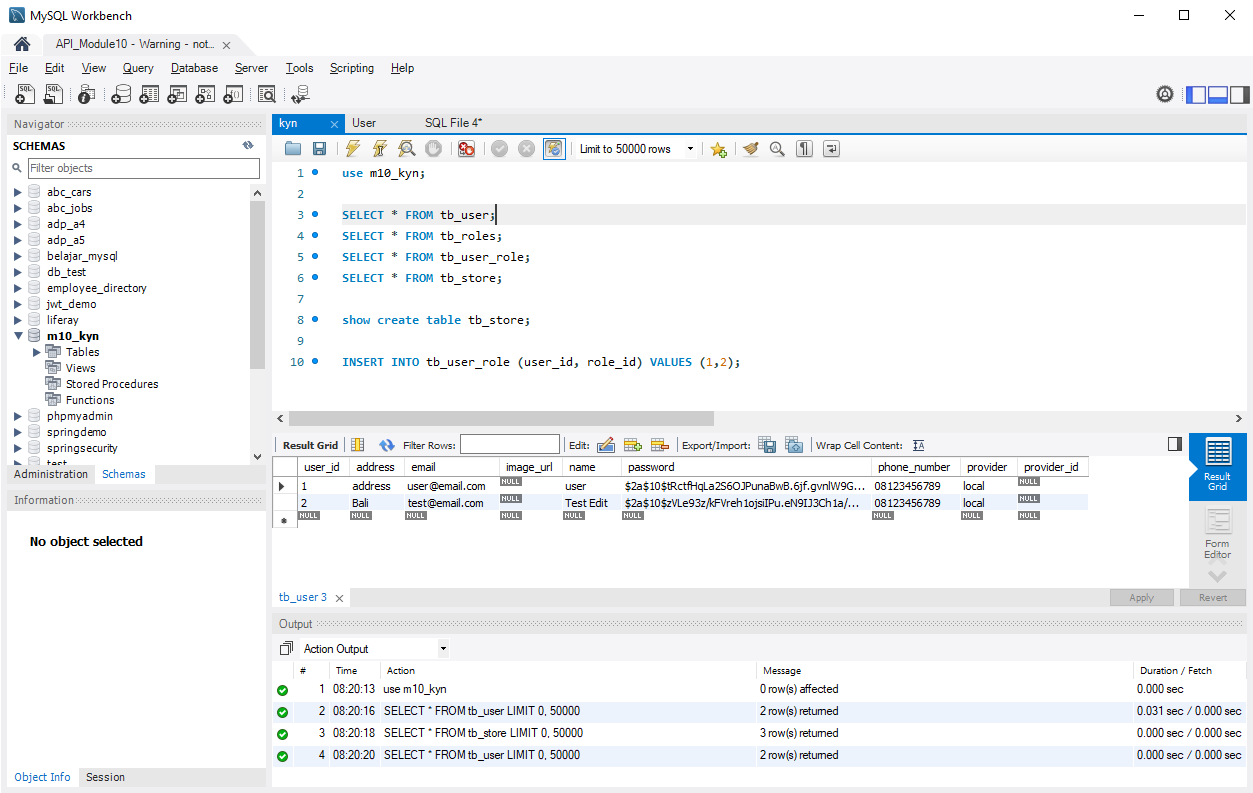 MySQL Workbench
API_Module10 - Warning - not...
File Edit View Query Database Server Tools Scripting Help
Navigator
SCHEMAS
Filter objects
abc_cars
abc_jobs
adp_a4
adp_a5
belajar_mysql
db_test
employee_directory
jwt_demo
liferay
m10_kyn
Tables
Views
Stored Procedures
Functions
phpmyadmin
springdemo
springsecurity
test
Administration Schemas
Information
No object selected
Object Info Session
kyn User SQL File 4*
Limit to 50000 rows
1 use m10_kyn;
2
3 SELECT * FROM tb_user;
4 SELECT * FROM tb_roles;
5 SELECT * FROM tb_user_role;
6 SELECT * FROM tb_store;
7
8 show create table tb_store;
9
10 INSERT INTO tb_user_role (user_id, role_id) VALUES (1,2);
Result Grid Filter Rows: Edit: Export/Import: Wrap Cell Content:
user_id address email image_url name password phone_number provider provider_id
1 address user@email.com NULL user $2a$10$tRctfHqLa2S6OJPunaBwB.6jf.gvnlW9G... 08123456789 local NULL
2 Bali test@email.com NULL Test Edit $2a$10$zVLe93z/kFVreh1ojsiIPu.eN9IJ3Ch1a/... 08123456789 local NULL
NULL NULL NULL NULL NULL NULL NULL NULL NULL
Result Grid
Form Editor
tb_user 3
Apply Revert
Output
Action Output
# Time Action Message Duration / Fetch
1 08:20:13 use m10_kyn 0 row(s) affected 0.000 sec
2 08:20:16 SELECT * FROM tb_user LIMIT 0, 50000 2 row(s) returned 0.031 sec / 0.000 sec
3 08:20:18 SELECT * FROM tb_store LIMIT 0, 50000 3 row(s) returned 0.000 sec / 0.000 sec
4 08:20:20 SELECT * FROM tb_user LIMIT 0, 50000 2 row(s) returned 0.000 sec / 0.000 sec